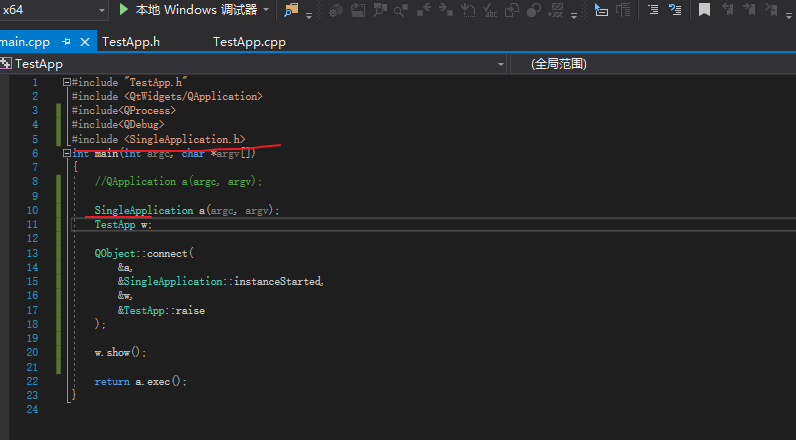 x64 本地 Windows 调试器
main.cpp TestApp.h TestApp.cpp
TestApp (全局范围)
1 #include "TestApp.h"
2 #include <QtWidgets/QApplication>
3 #include<QProcess>
4 #include<QDebug>
5 #include <SingleApplication.h>
6 int main(int argc, char *argv[])
7 {
8 //QApplication a(argc, argv);
9
10 SingleApplication a(argc, argv);
11 TestApp w;
12
13 QObject::connect(
14 &a,
15 &SingleApplication::instanceStarted,
16 &w,
17 &TestApp::raise
18 );
19
20 w.show();
21
22 return a.exec();
23 }
24